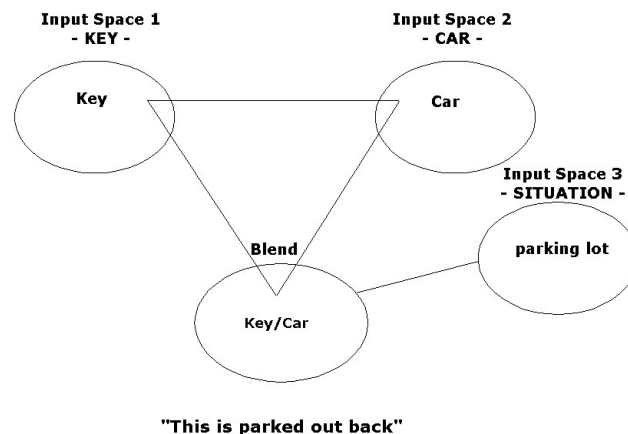 Input Space 1
- KEY -
Input Space 2
- CAR -
Key
Car
Input Space 3
- SITUATION -
parking lot
Blend
Key/Car
"This is parked out back"